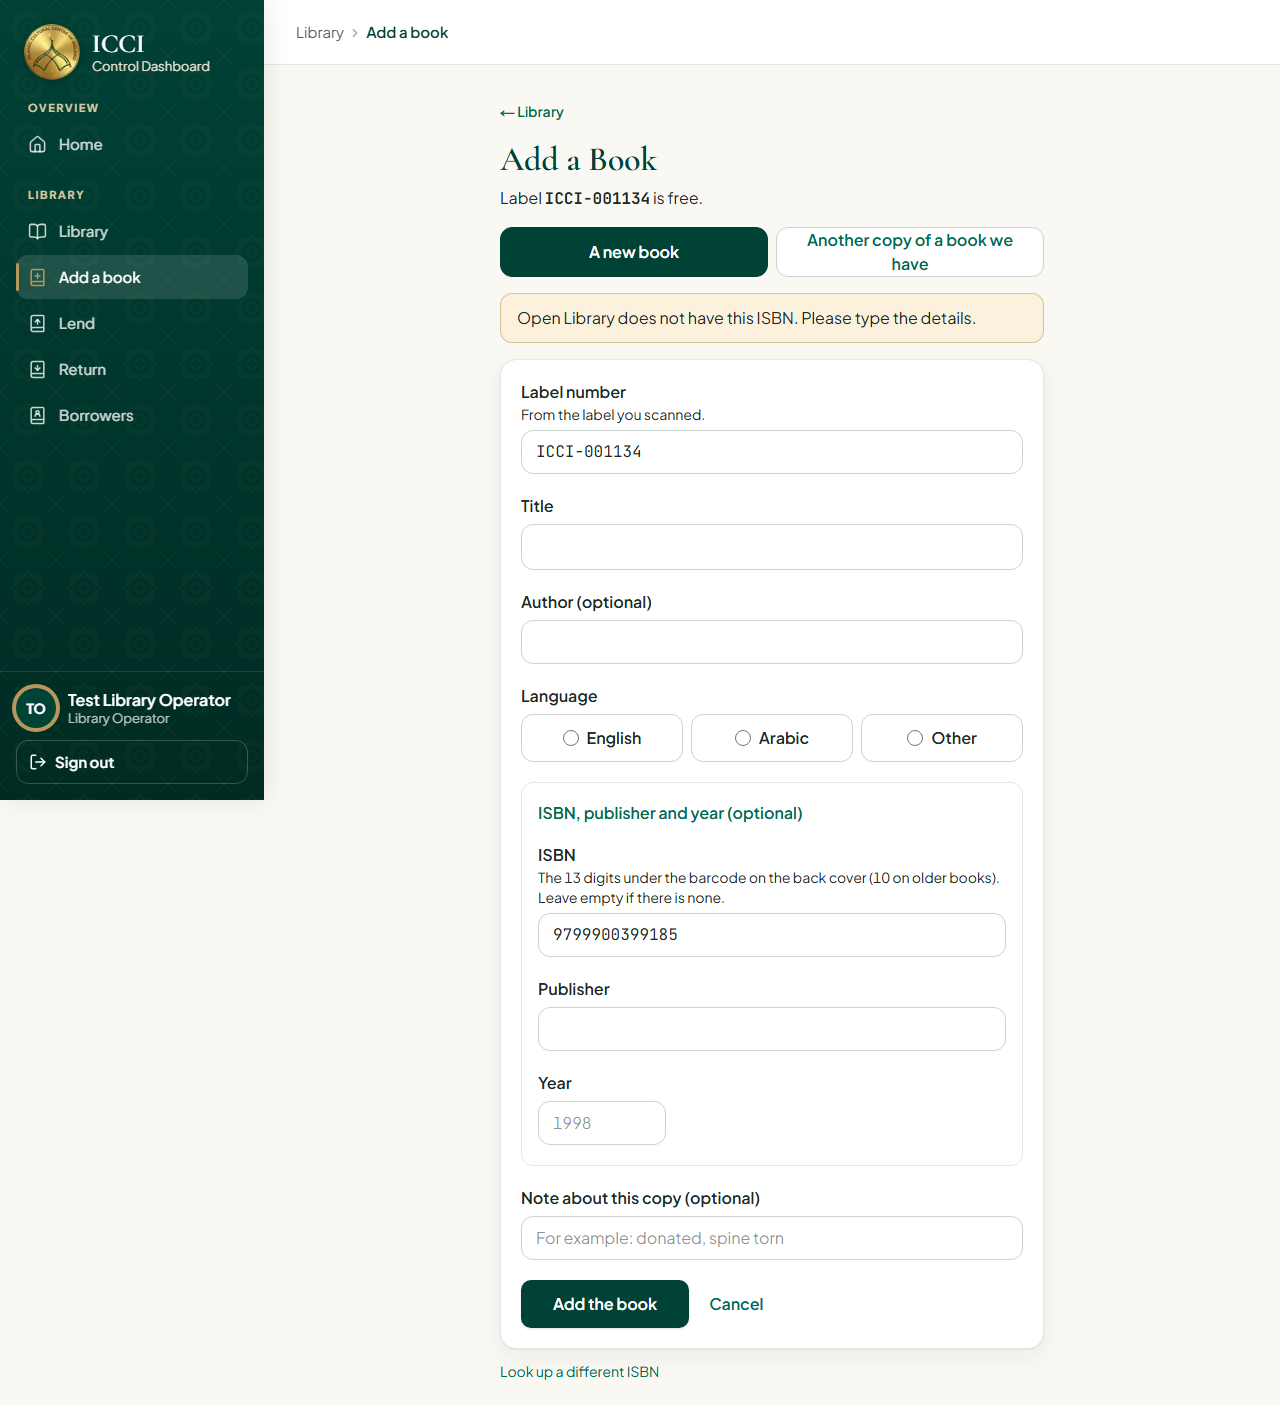 ICCI
Control Dashboard
OVERVIEW
Home
LIBRARY
Library
Add a book
Lend
Return
Borrowers
TO
Test Library Operator
Library Operator
Sign out
Library › Add a book
← Library
Add a Book
Label ICCI-001134 is free.
A new book
Another copy of a book we
have
Open Library does not have this ISBN. Please type the details.
Label number
From the label you scanned.
ICCI-001134
Title
Author (optional)
Language
English
Arabic
Other
ISBN, publisher and year (optional)
ISBN
The 13 digits under the barcode on the back cover (10 on older books).
Leave empty if there is none.
9799900399185
Publisher
Year
1998
Note about this copy (optional)
For example: donated, spine torn
Add the book
Cancel
Look up a different ISBN